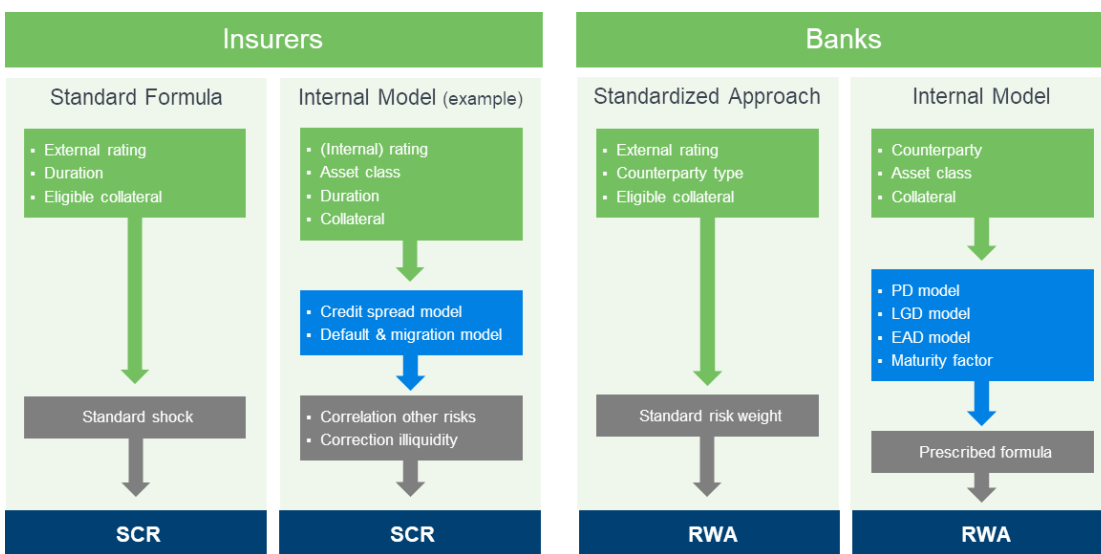 Insurers
Standard Formula
▪ External rating
▪ Duration
▪ Eligible collateral
Standard shock
SCR
Internal Model (example)
▪ (Internal) rating
▪ Asset class
▪ Duration
▪ Collateral
▪ Credit spread model
▪ Default & migration model
▪ Correlation other risks
▪ Correction illiquidity
SCR
Banks
Standardized Approach
▪ External rating
▪ Counterparty type
▪ Eligible collateral
Standard risk weight
RWA
Internal Model
▪ Counterparty
▪ Asset class
▪ Collateral
▪ PD model
▪ LGD model
▪ EAD model
▪ Maturity factor
Prescribed formula
RWA